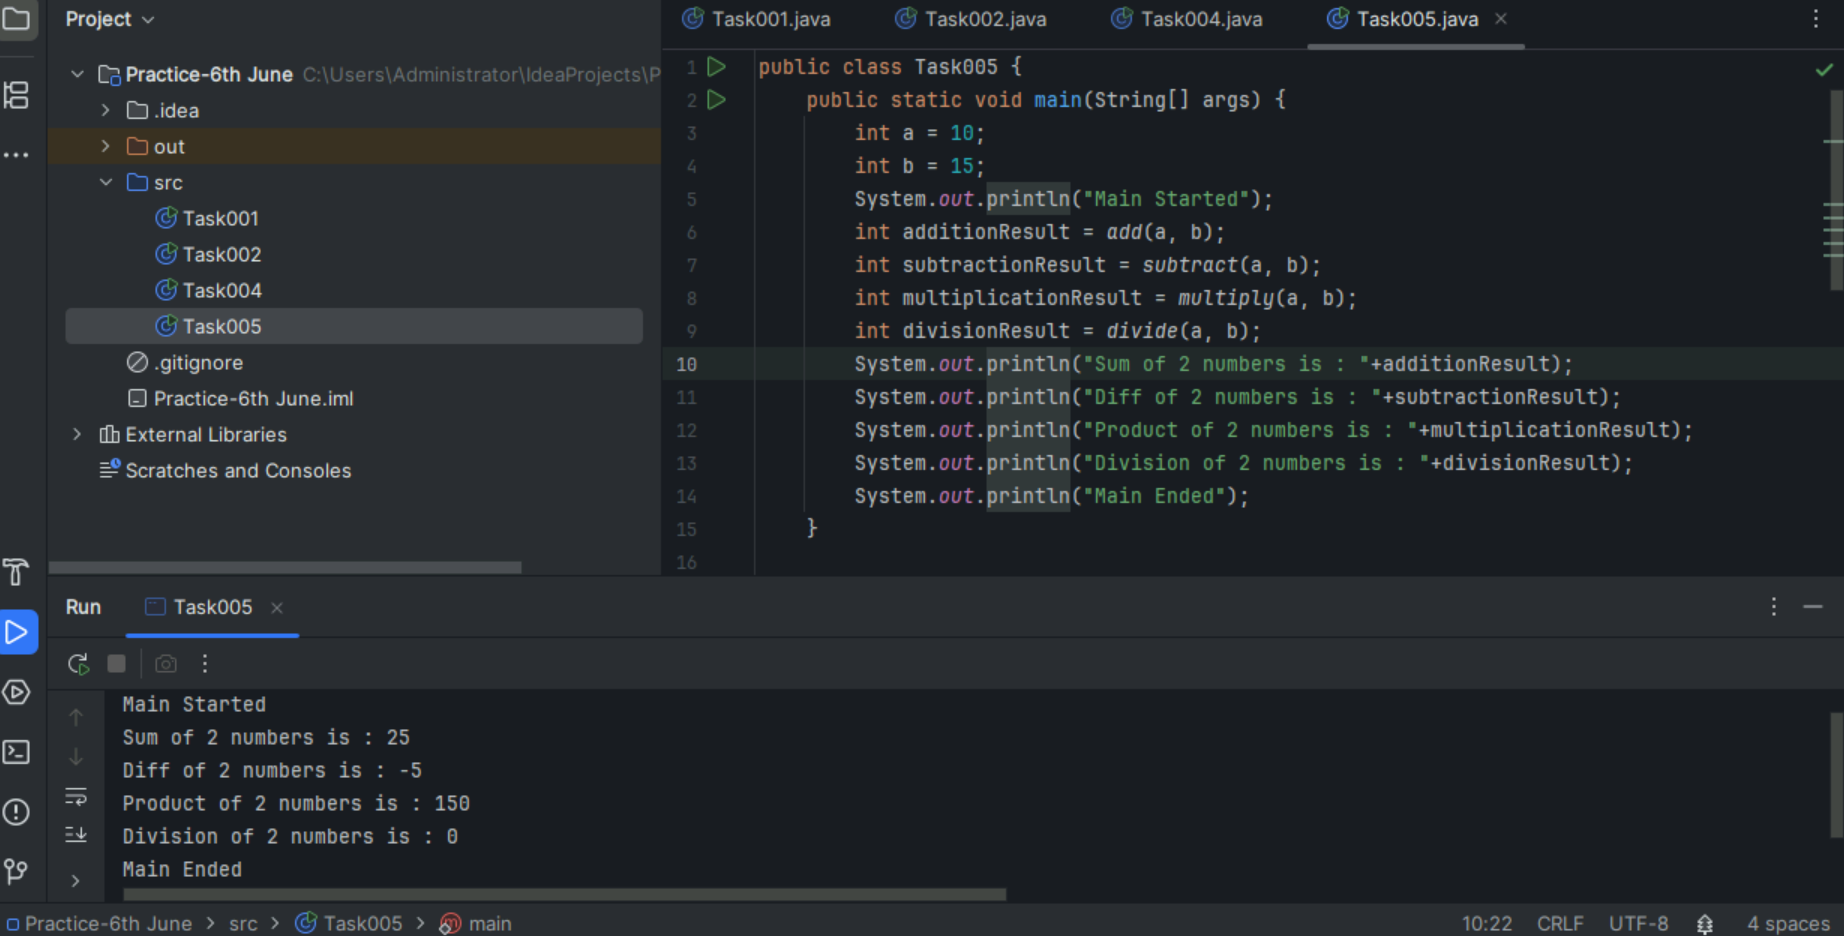 Project
Practice-6th June C:\Users\Administrator\IdeaProjects\P
.idea
out
src
Task001
Task002
Task004
Task005
.gitignore
Practice-6th June.iml
External Libraries
Scratches and Consoles
Task001.java Task002.java Task004.java Task005.java
1 public class Task005 {
2 public static void main(String[] args) {
3 int a = 10;
4 int b = 15;
5 System.out.println("Main Started");
6 int additionResult = add(a, b);
7 int subtractionResult = subtract(a, b);
8 int multiplicationResult = multiply(a, b);
9 int divisionResult = divide(a, b);
10 System.out.println("Sum of 2 numbers is : "+additionResult);
11 System.out.println("Diff of 2 numbers is : "+subtractionResult);
12 System.out.println("Product of 2 numbers is : "+multiplicationResult);
13 System.out.println("Division of 2 numbers is : "+divisionResult);
14 System.out.println("Main Ended");
15 }
16
Run Task005
Main Started
Sum of 2 numbers is : 25
Diff of 2 numbers is : -5
Product of 2 numbers is : 150
Division of 2 numbers is : 0
Main Ended
Practice-6th June > src > Task005 > main 10:22 CRLF UTF-8 4 spaces